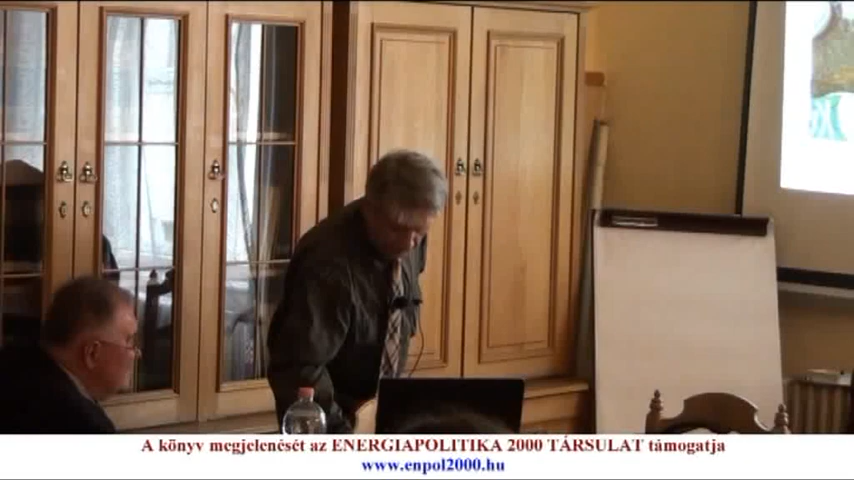 A könyv megjelenését az ENERGIAPOLITIKA 2000 TÁRSULAT támogatja
www.enpol2000.hu